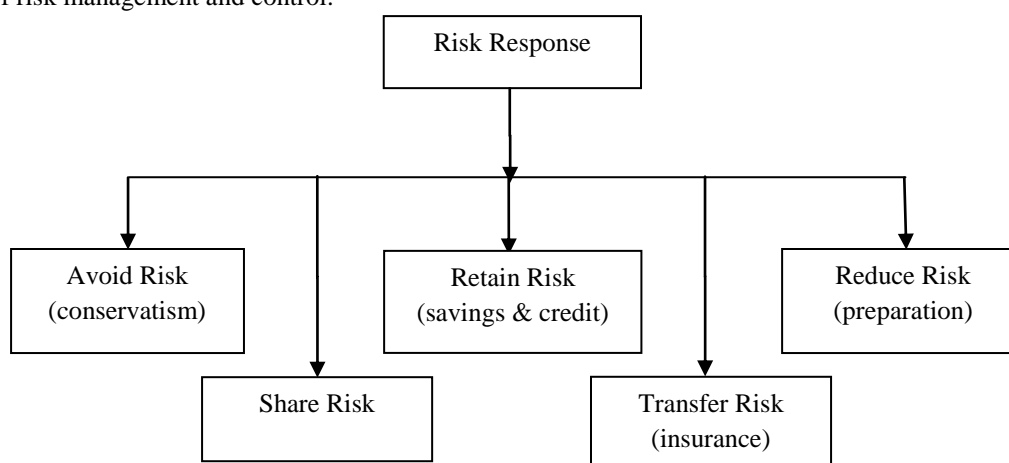 risk management and control.
Risk Response
Avoid Risk
(conservatism)
Retain Risk
(savings & credit)
Reduce Risk
(preparation)
Share Risk
Transfer Risk
(insurance)